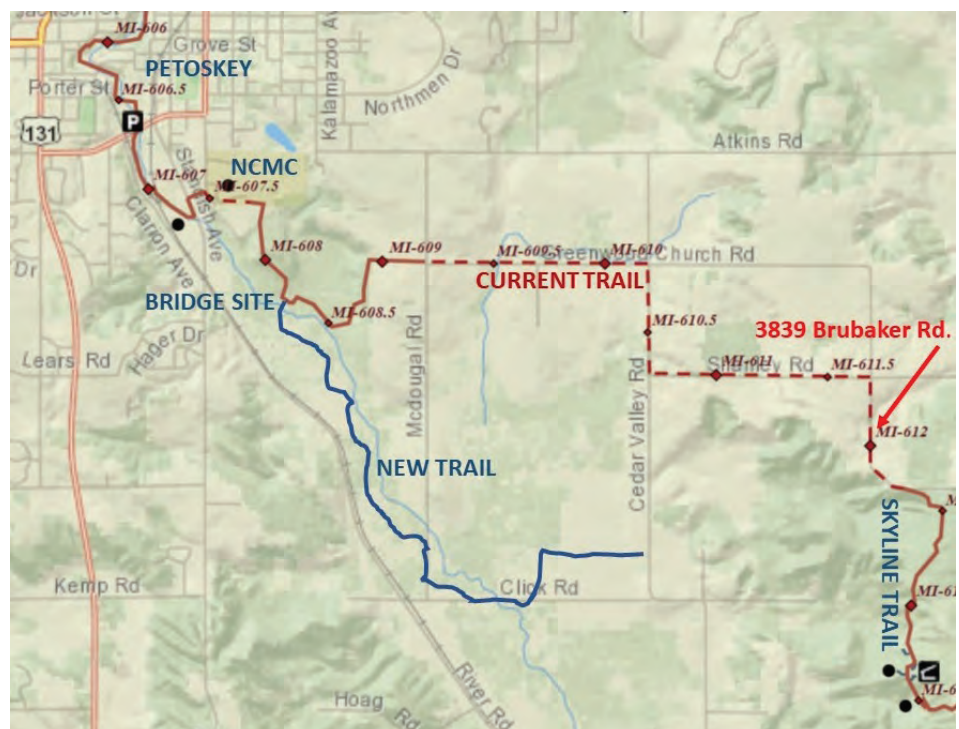 MI-606
Grove St
PETOSKEY
Kalamazoo Av
Northmen Dr
Porter St
MI-606.5
P
131
Atkins Rd
Standish Ave
NCMC
MI-607
MI-607.5
Clarion Ave
MI-608
MI-609
MI-609.5
MI-610
Greenwood Church Rd
Dr
CURRENT TRAIL
BRIDGE SITE
MI-608.5
Hager Dr
Lears Rd
Mcdougal Rd
MI-610.5
3839 Brubaker Rd.
MI-611
MI-611.5
Cedar Valley Rd
MI-612
NEW TRAIL
SKYLINE TRAIL
Kemp Rd
Click Rd
River Rd
Hoag
Rd